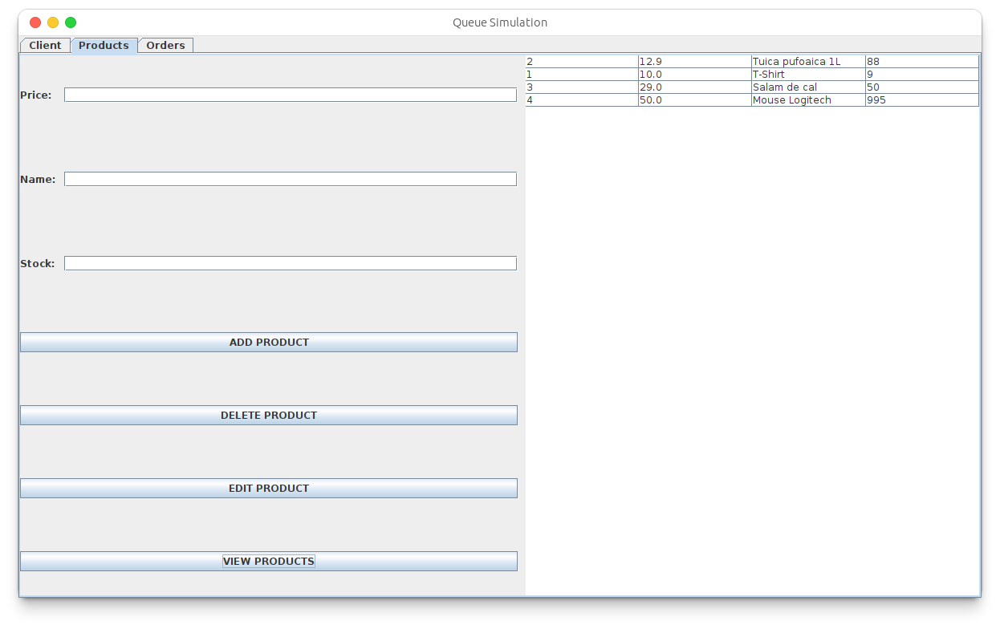 Queue Simulation
Client Products Orders
Price:
Name:
Stock:
ADD PRODUCT
DELETE PRODUCT
EDIT PRODUCT
VIEW PRODUCTS
2 12.9 Tuica pufoaica 1L 88
1 10.0 T-Shirt 9
3 29.0 Salam de cal 50
4 50.0 Mouse Logitech 995